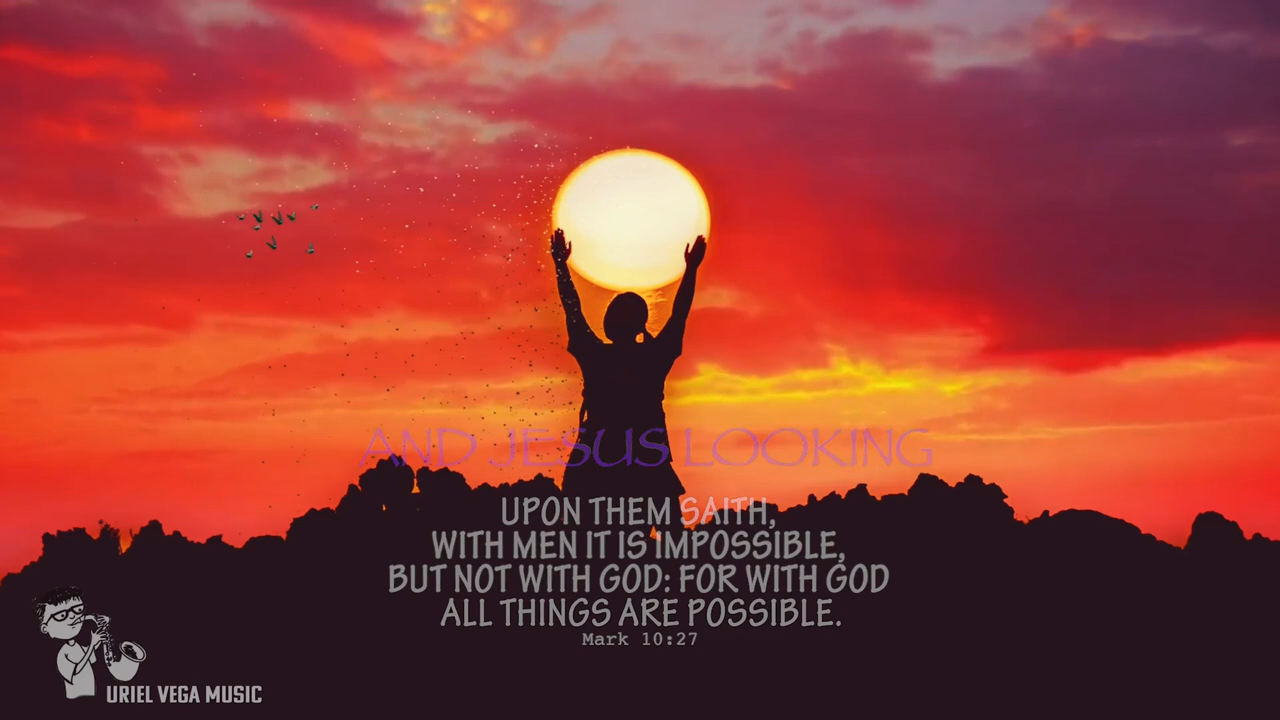 AND JESUS LOOKING
UPON THEM SAITH,
WITH MEN IT IS IMPOSSIBLE,
BUT NOT WITH GOD: FOR WITH GOD
ALL THINGS ARE POSSIBLE.
Mark 10:27
URIEL VEGA MUSIC